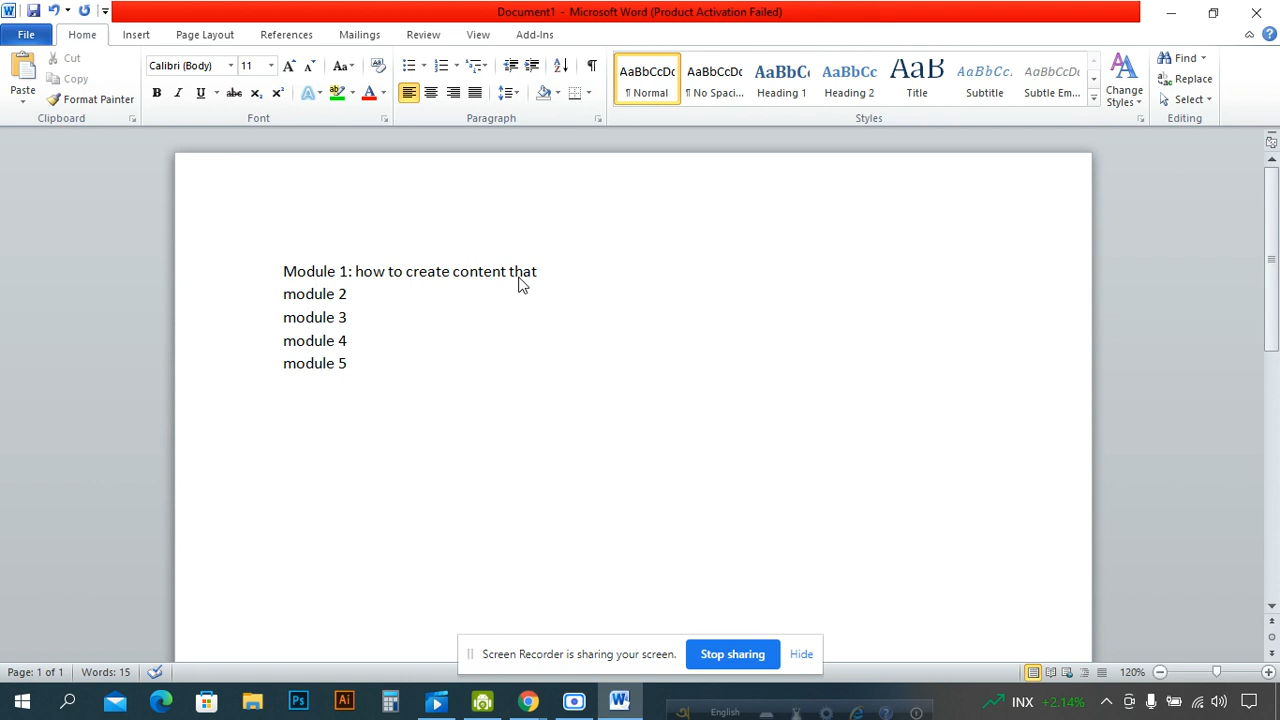 Document1 - Microsoft Word (Product Activation Failed)
File Home Insert Page Layout References Mailings Review View Add-Ins
Paste
Cut
Copy
Format Painter
Clipboard
Calibri (Body) 11
Font
Paragraph
AaBbCcDc AaBbCcDc AaBbCc AaBbCc AaB AaBbCc. AaBbCcDc
¶ Normal ¶ No Spaci... Heading 1 Heading 2 Title Subtitle Subtle Em...
Change
Styles
Styles
Find
Replace
Select
Editing
Module 1: how to create content that
module 2
module 3
module 4
module 5
Screen Recorder is sharing your screen. Stop sharing Hide
Page: 1 of 1 Words: 15 120%
English
INX +2.14%